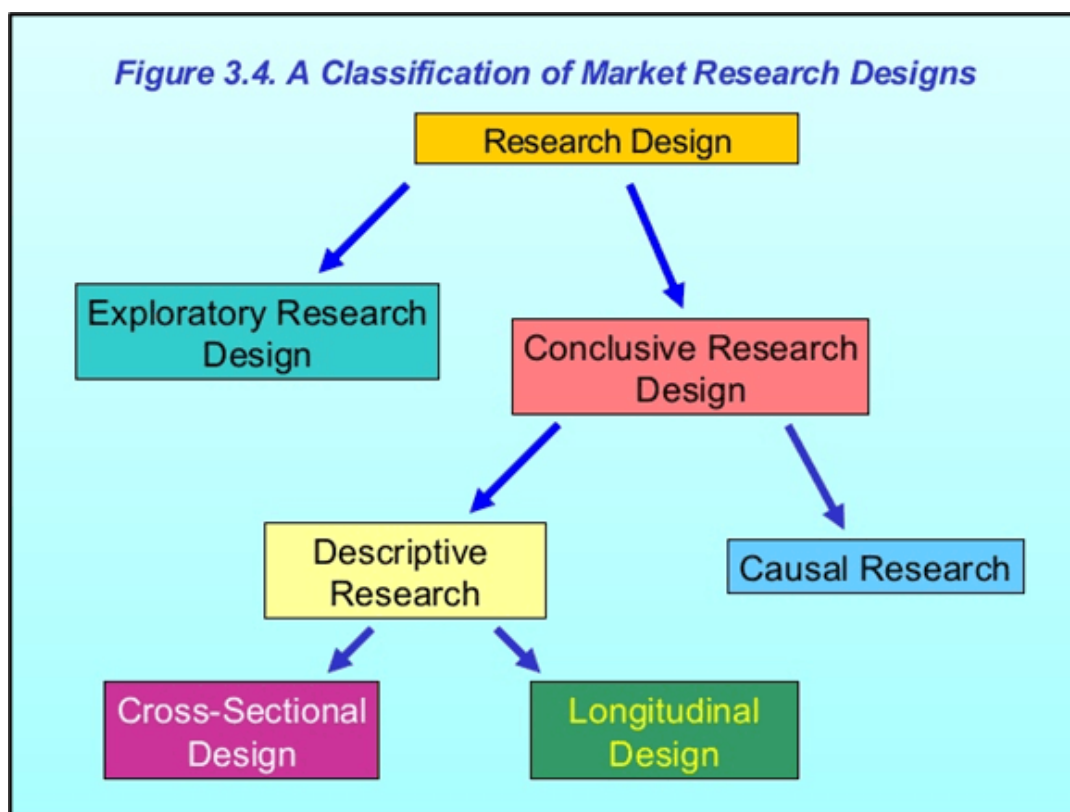 Figure 3.4. A Classification of Market Research Designs
Research Design
Exploratory Research
Design
Conclusive Research
Design
Descriptive
Research
Causal Research
Cross-Sectional
Design
Longitudinal
Design